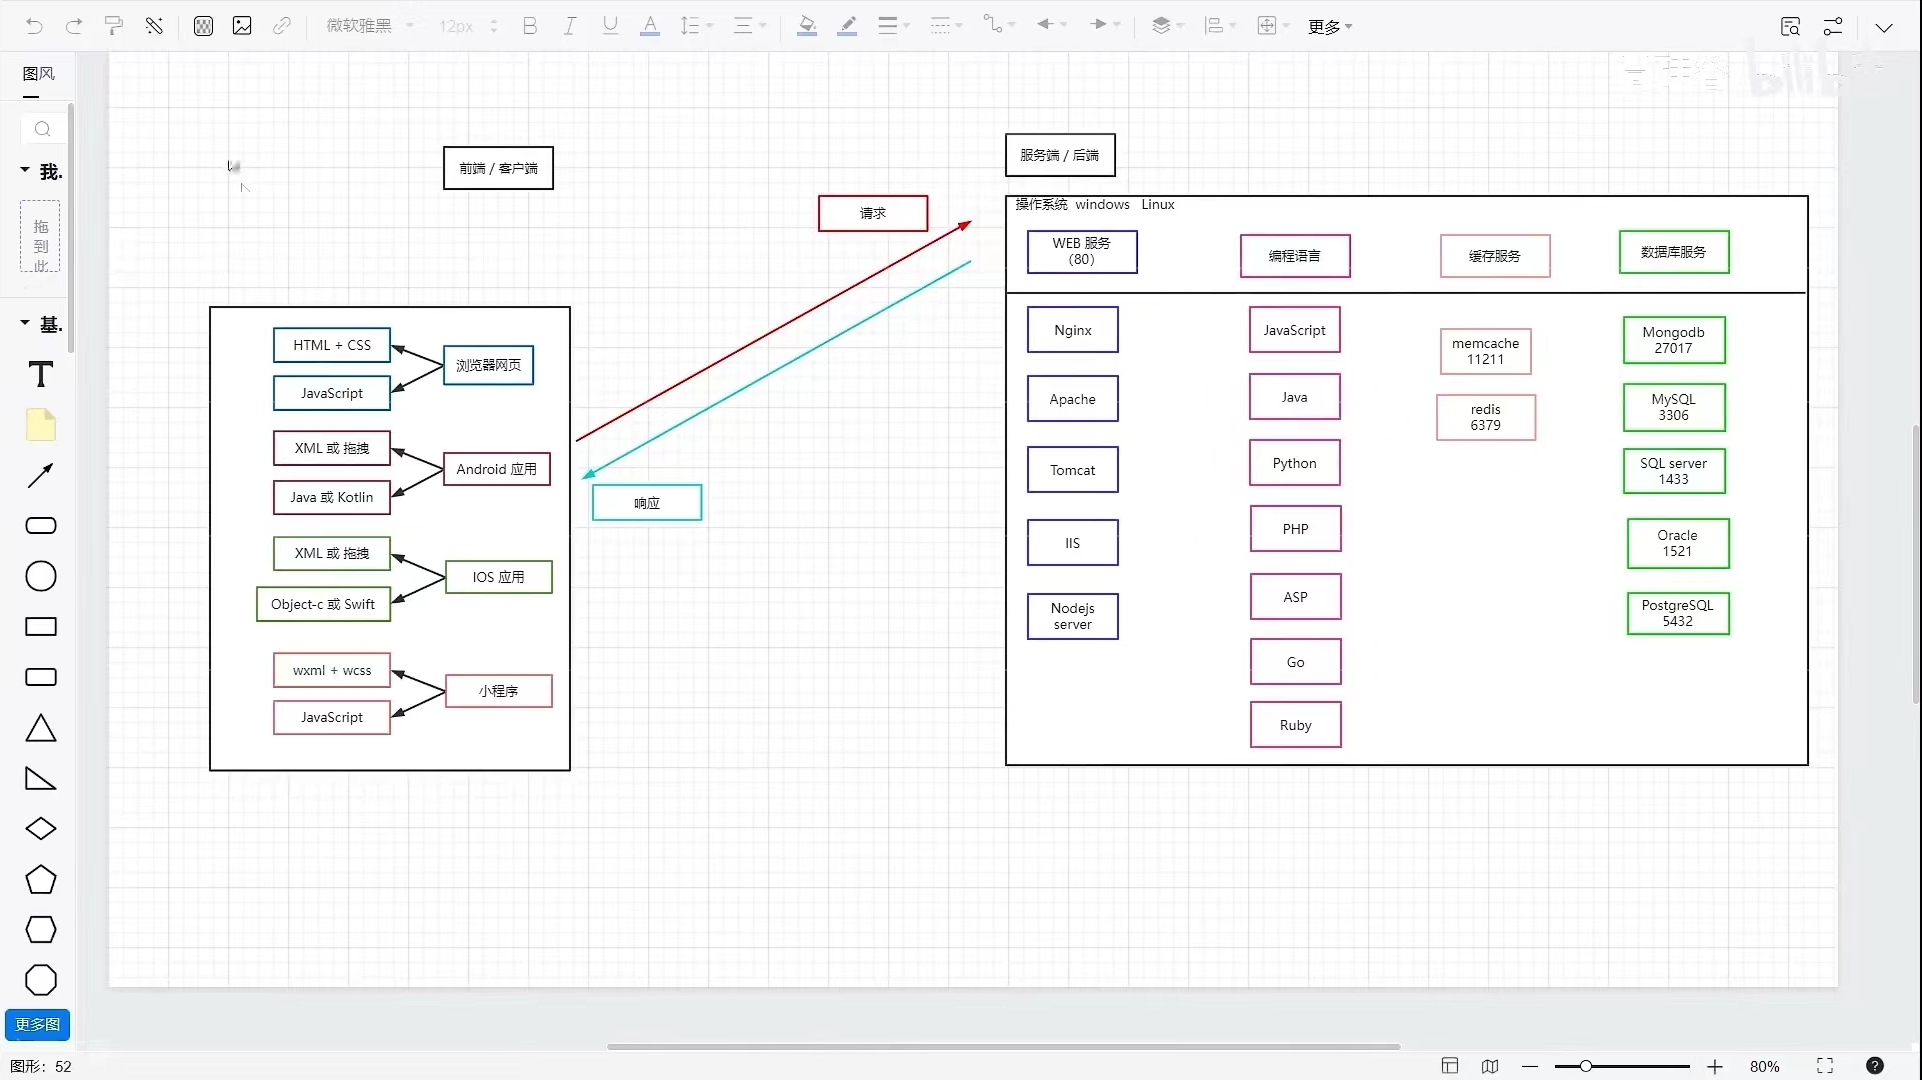 微软雅黑
12px
更多
图风
我.
拖
到
此
基.
更多图
图形：52
80%
前端 / 客户端
请求
响应
HTML + CSS
JavaScript
浏览器网页
XML 或 拖拽
Java 或 Kotlin
Android 应用
XML 或 拖拽
Object-c 或 Swift
IOS 应用
wxml + wcss
JavaScript
小程序
服务端 / 后端
操作系统 windows Linux
WEB 服务
（80）
编程语言
缓存服务
数据库服务
Nginx
Apache
Tomcat
IIS
Nodejs
server
JavaScript
Java
Python
PHP
ASP
Go
Ruby
memcache
11211
redis
6379
Mongodb
27017
MySQL
3306
SQL server
1433
Oracle
1521
PostgreSQL
5432